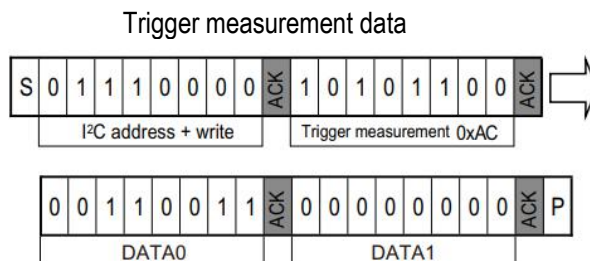 Trigger measurement data
S 0 1 1 1 0 0 0 0 ACK 1 0 1 0 1 1 0 0 ACK
I²C address + write Trigger measurement 0xAC
0 0 1 1 0 0 1 1 ACK 0 0 0 0 0 0 0 0 ACK P
DATA0 DATA1